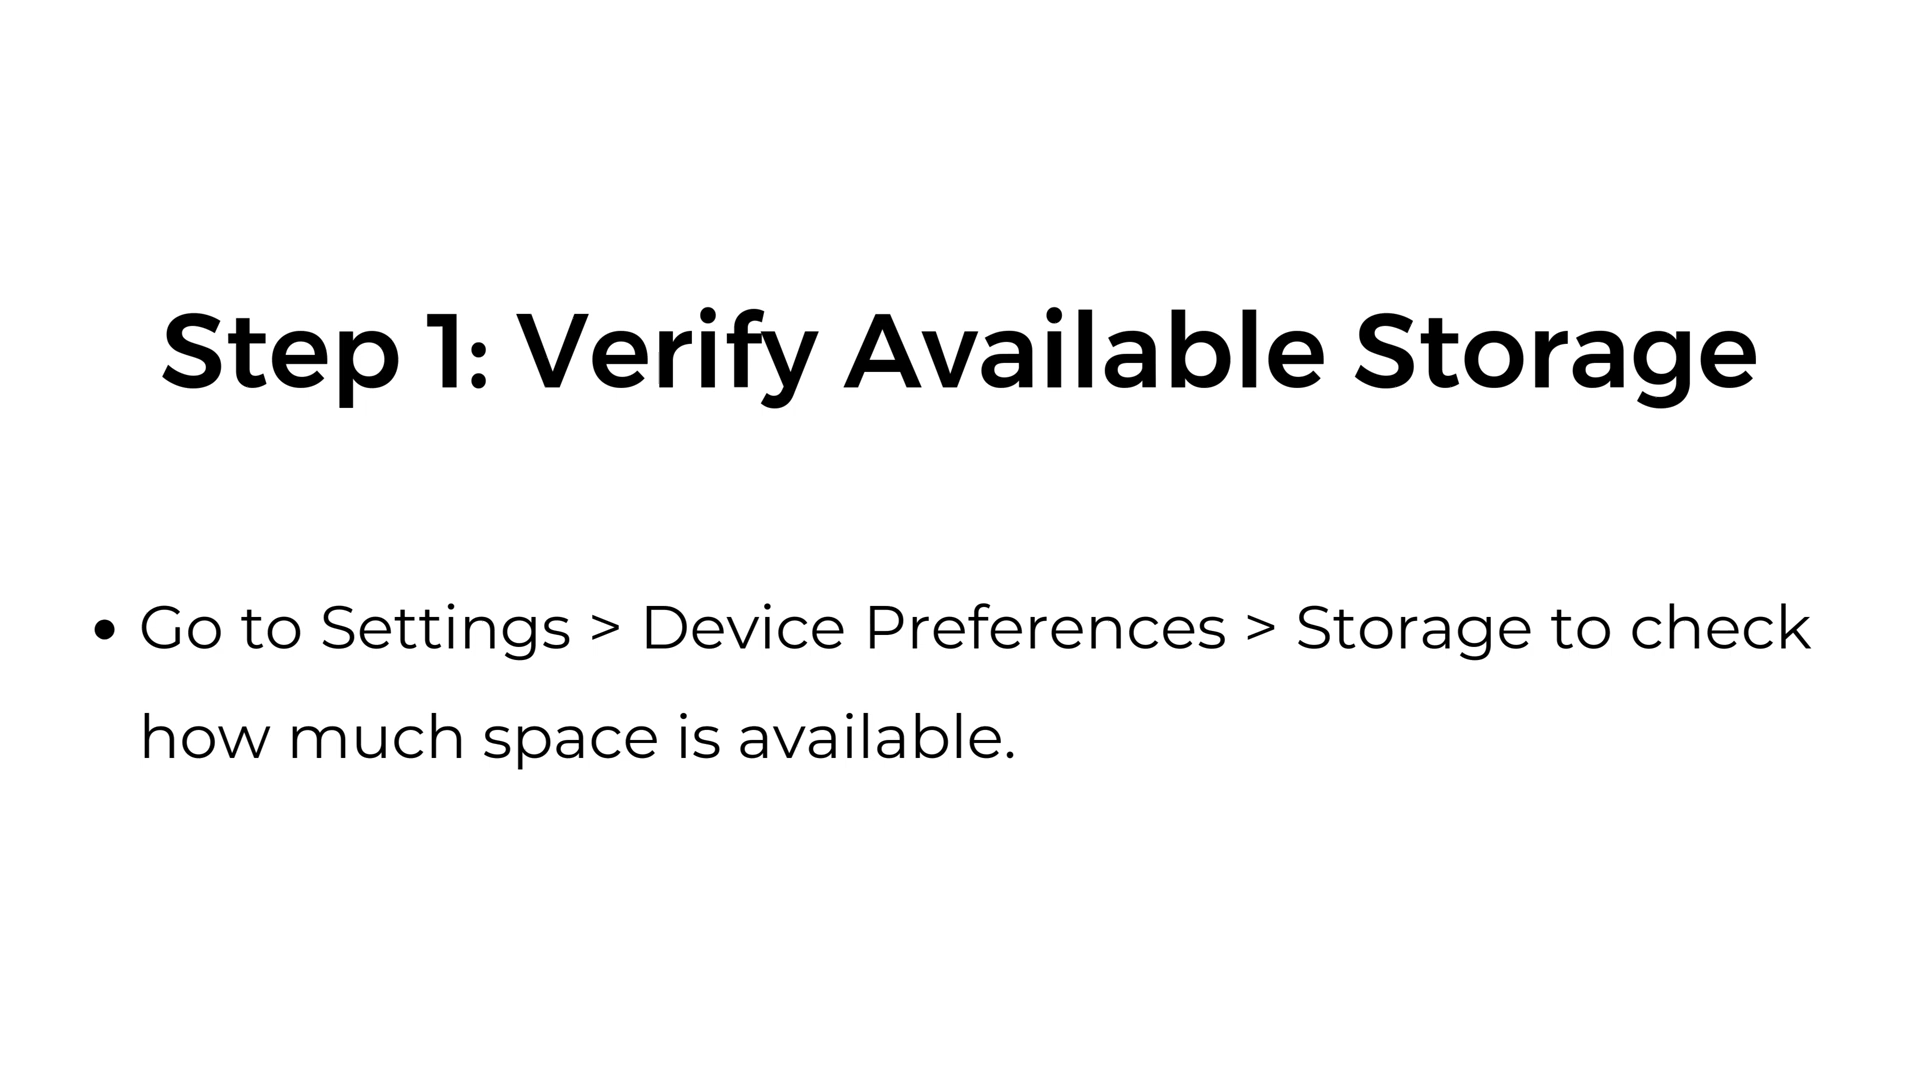 Step 1: Verify Available Storage
• Go to Settings > Device Preferences > Storage to check
how much space is available.